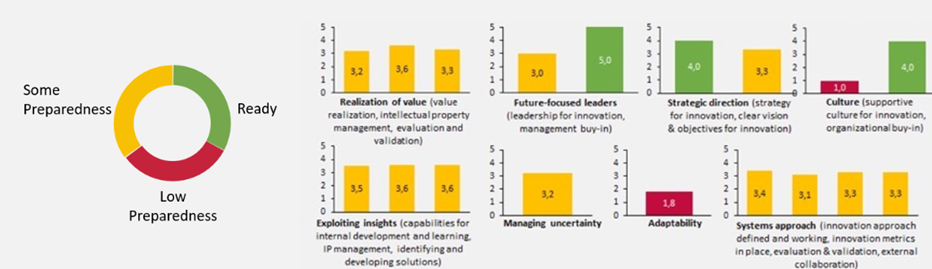 Some
Preparedness
Ready
Low
Preparedness
5
4
3
2
1
0
3,2
3,6
3,3
Realization of value (value
realization, intellectual property
management, evaluation and
validation)
5
4
3
2
1
0
3,0
5,0
Future-focused leaders
(leadership for innovation,
management buy-in)
5
4
3
2
1
0
4,0
3,3
Strategic direction (strategy
for innovation, clear vision
& objectives for innovation)
5
4
3
2
1
0
1,0
4,0
Culture (supportive
culture for innovation,
organizational buy-in)
5
4
3
2
1
0
3,5
3,6
3,6
Exploiting insights (capabilities for
internal development and learning,
IP management, identifying and
developing solutions)
5
4
3
2
1
0
3,2
Managing uncertainty
5
4
3
2
1
0
1,8
Adaptability
5
4
3
2
1
0
3,4
3,1
3,3
3,3
Systems approach (innovation approach
defined and working, innovation metrics
in place, evaluation & validation, external
collaboration)